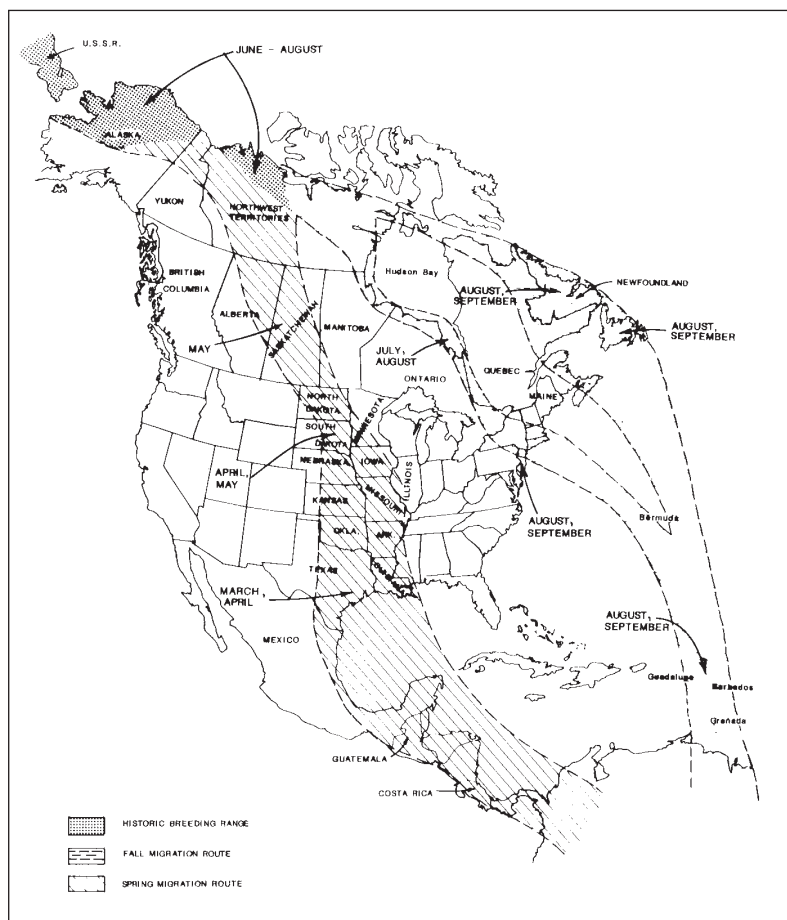 U.S.S.R.
JUNE - AUGUST
ALASKA
YUKON
NORTHWEST
TERRITORIES
BRITISH
COLUMBIA
ALBERTA
SASKATCHEWAN
MANITOBA
Hudson Bay
MAY
AUGUST,
SEPTEMBER
NEWFOUNDLAND
AUGUST,
SEPTEMBER
JULY,
AUGUST
ONTARIO
QUEBEC
MAINE
NORTH
DAKOTA
SOUTH
DAKOTA
MINNESOTA
NEBRASKA
IOWA
ILLINOIS
APRIL,
MAY
KANSAS
MISSOURI
OKLA.
ARK.
AUGUST,
SEPTEMBER
Bermuda
TEXAS
MARCH,
APRIL
MEXICO
AUGUST,
SEPTEMBER
Guadalupe
Barbados
Grenada
GUATEMALA
COSTA RICA
HISTORIC BREEDING RANGE
FALL MIGRATION ROUTE
SPRING MIGRATION ROUTE